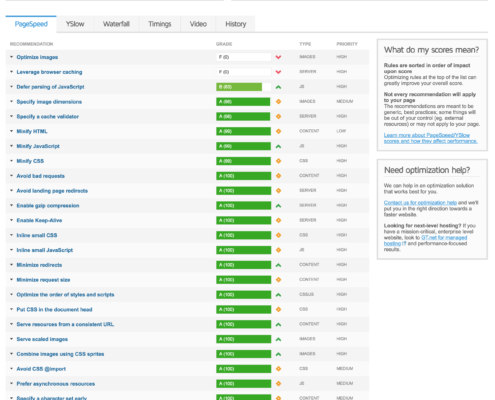 PageSpeed YSlow Waterfall Timings Video History
RECOMMENDATION GRADE TYPE PRIORITY
Optimize images F (0) IMAGES HIGH
Leverage browser caching F (0) SERVER HIGH
Defer parsing of JavaScript JS HIGH
Specify image dimensions A (98) IMAGES MEDIUM
Specify a cache validator A (98) SERVER HIGH
Minify HTML A (99) CONTENT LOW
Minify JavaScript A (99) JS HIGH
Minify CSS A (99) CSS HIGH
Avoid bad requests A (100) CONTENT HIGH
Avoid landing page redirects A (100) SERVER HIGH
Enable gzip compression A (100) SERVER HIGH
Enable Keep-Alive A (100) SERVER HIGH
Inline small CSS A (100) CSS HIGH
Inline small JavaScript A (100) JS HIGH
Minimize redirects A (100) CONTENT HIGH
Minimize request size A (100) CONTENT HIGH
Optimize the order of styles and scripts A (100) CSS/JS HIGH
Put CSS in the document head A (100) CSS HIGH
Serve resources from a consistent URL A (100) CONTENT HIGH
Serve scaled images A (100) IMAGES HIGH
Combine images using CSS sprites A (100) IMAGES HIGH
Avoid CSS @import A (100) CSS MEDIUM
Prefer asynchronous resources A (100) JS MEDIUM
Specify a character set early A (100) CONTENT MEDIUM
What do my scores mean?
Rules are sorted in order of impact
upon score
Optimizing rules at the top of the list can
greatly improve your overall score.
Not every recommendation will apply
to your page
The recommendations are meant to be
generic, best practices; some things will
be out of your control (eg. external
resources) or may not apply to your page.
Learn more about PageSpeed/YSlow
scores and how they affect performance.
Need optimization help?
We can help in an optimization solution
that works best for you.
Contact us for optimization help and we'll
put you in the right direction towards a
faster website.
Looking for next-level hosting? If you
have a mission-critical, enterprise level
website, look to GT.net for managed
hosting IT and performance-focused
results.